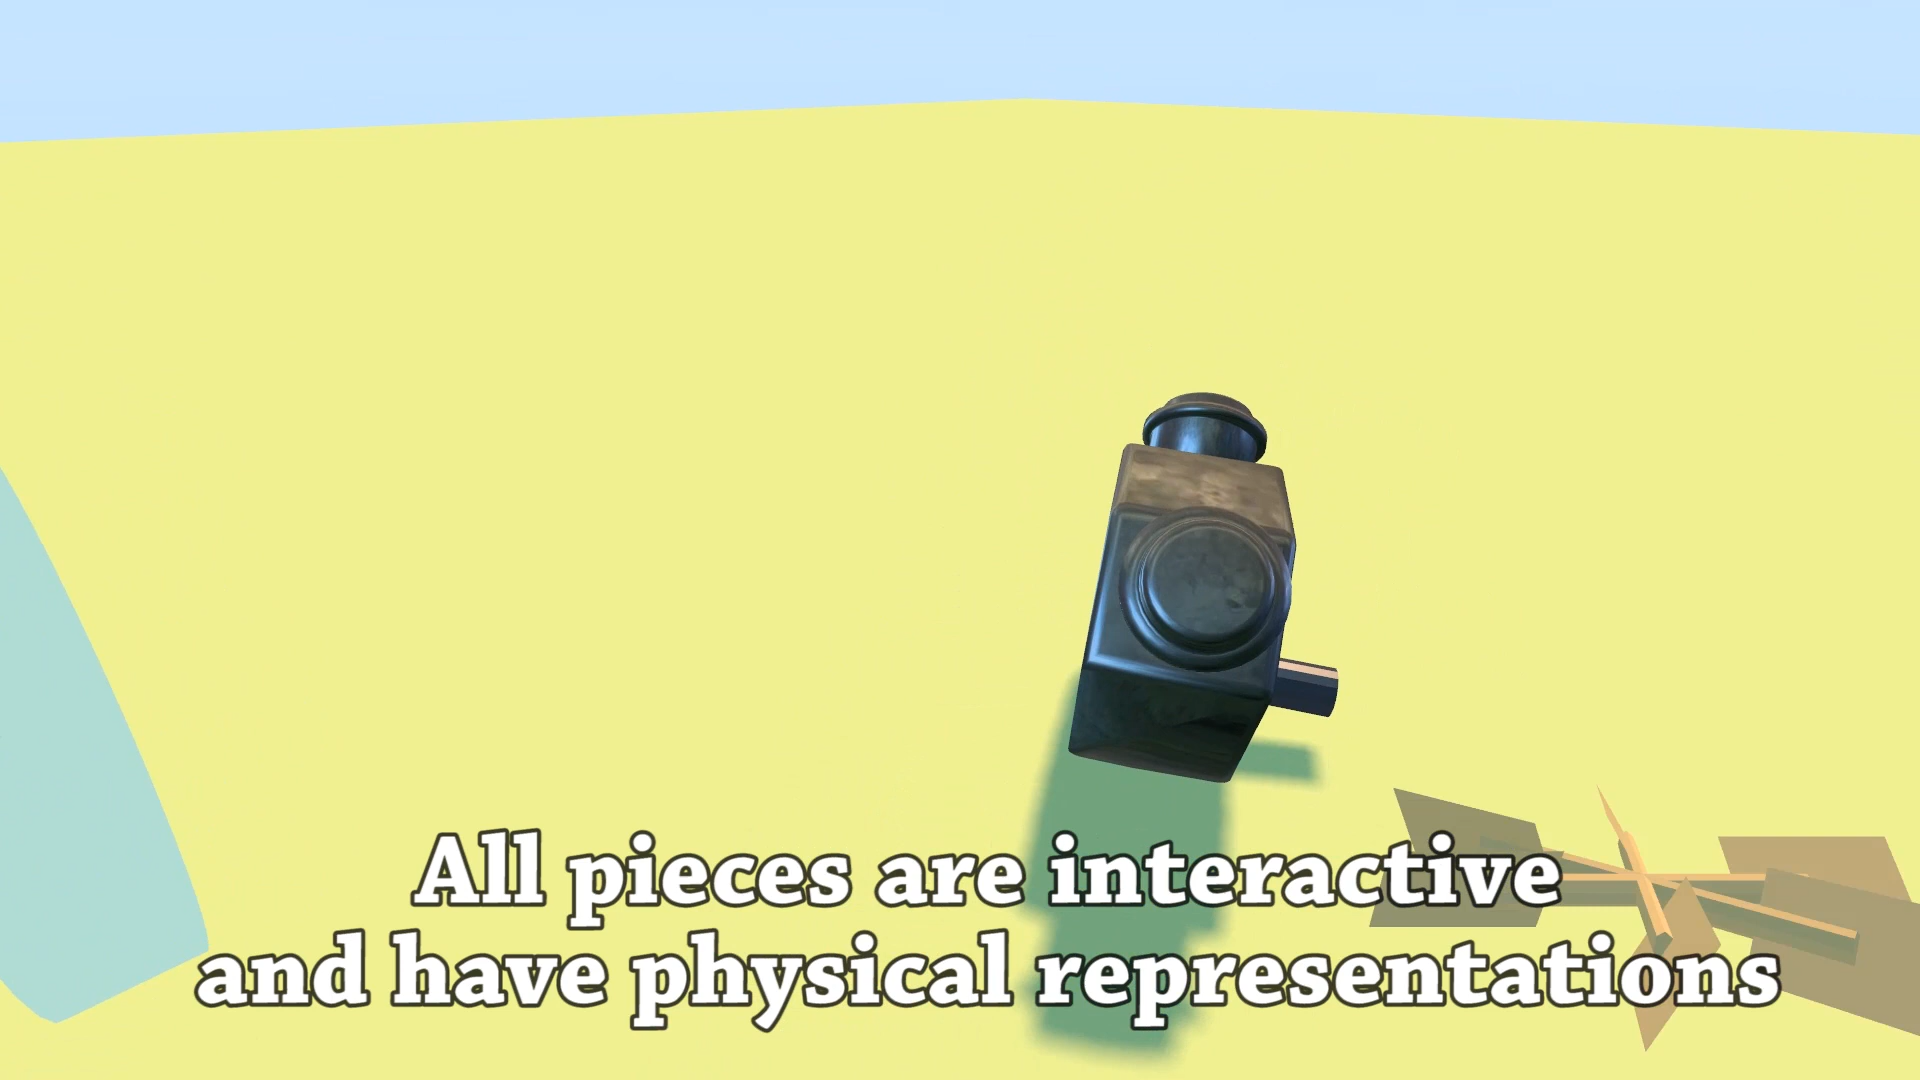 All pieces are interactive
and have physical representations